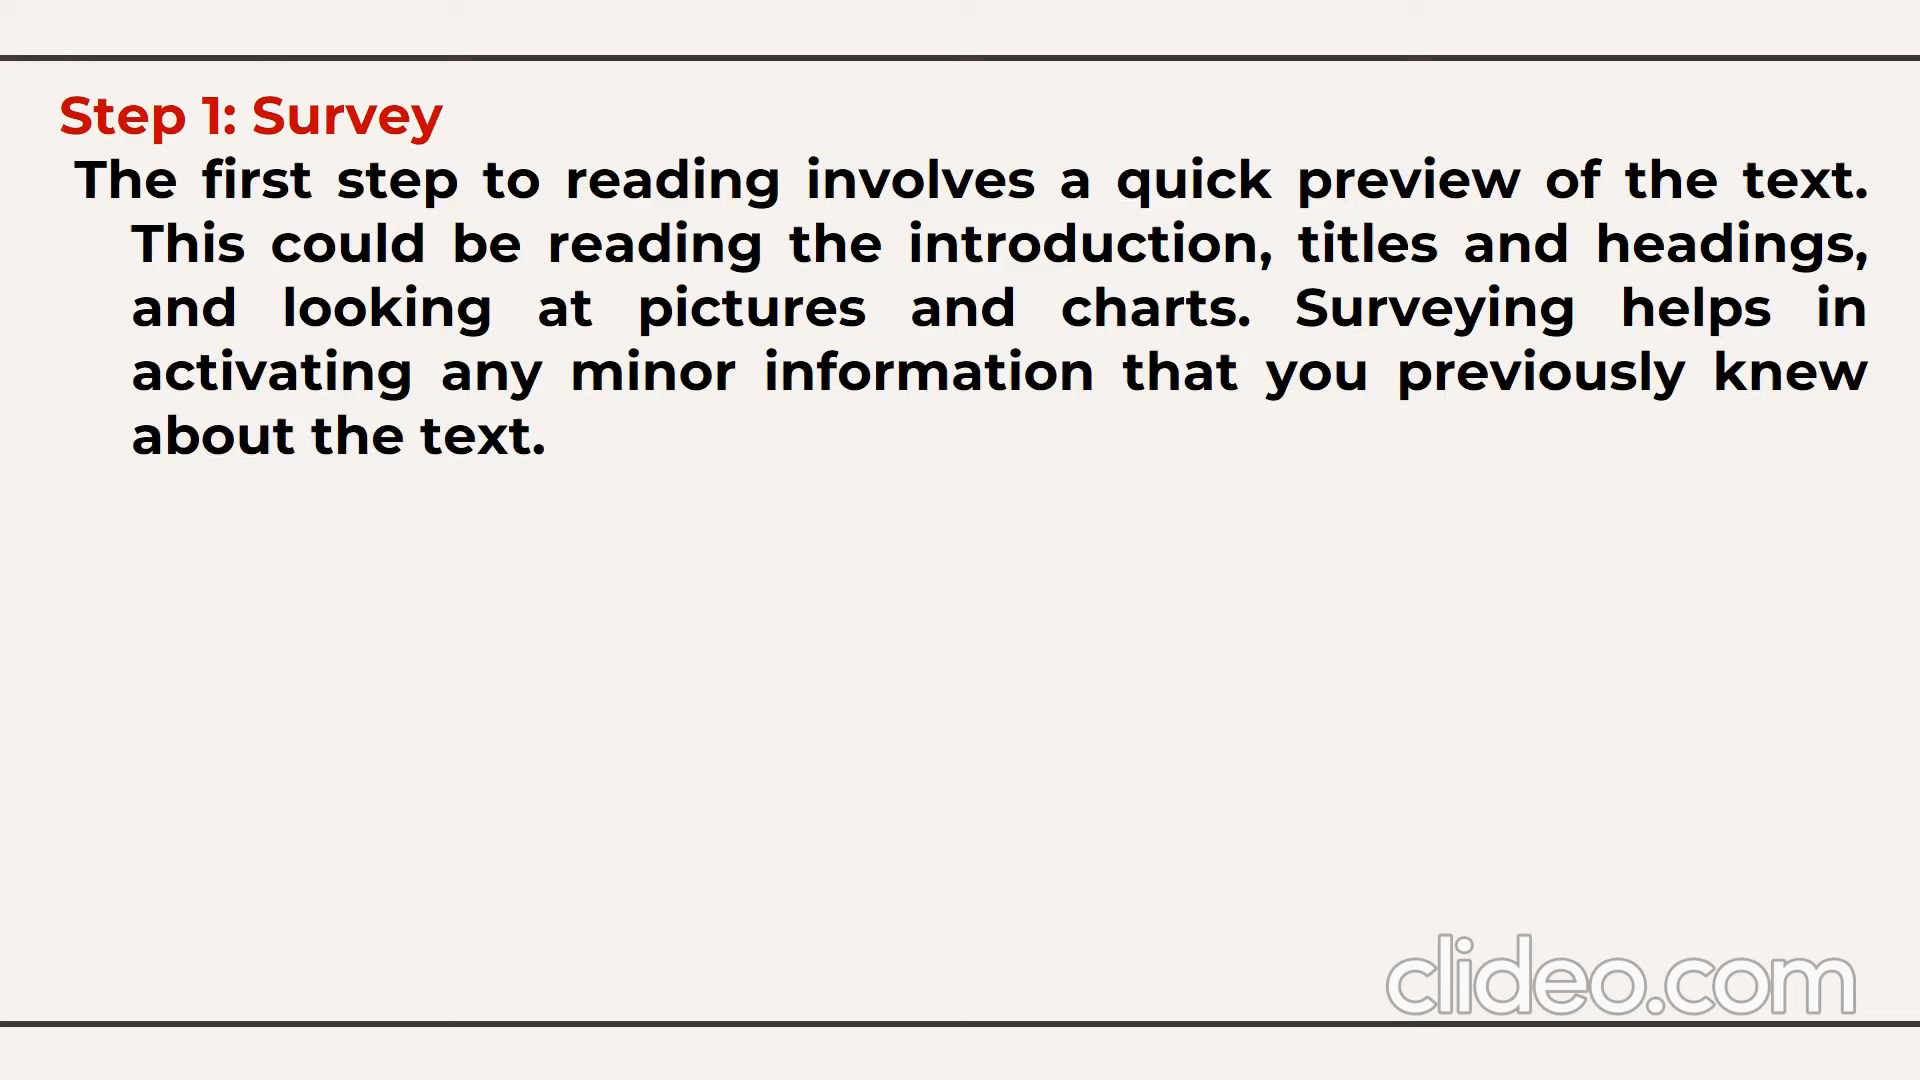 Step 1: Survey
The first step to reading involves a quick preview of the text.
This could be reading the introduction, titles and headings,
and looking at pictures and charts. Surveying helps in
activating any minor information that you previously knew
about the text.
clideo.com